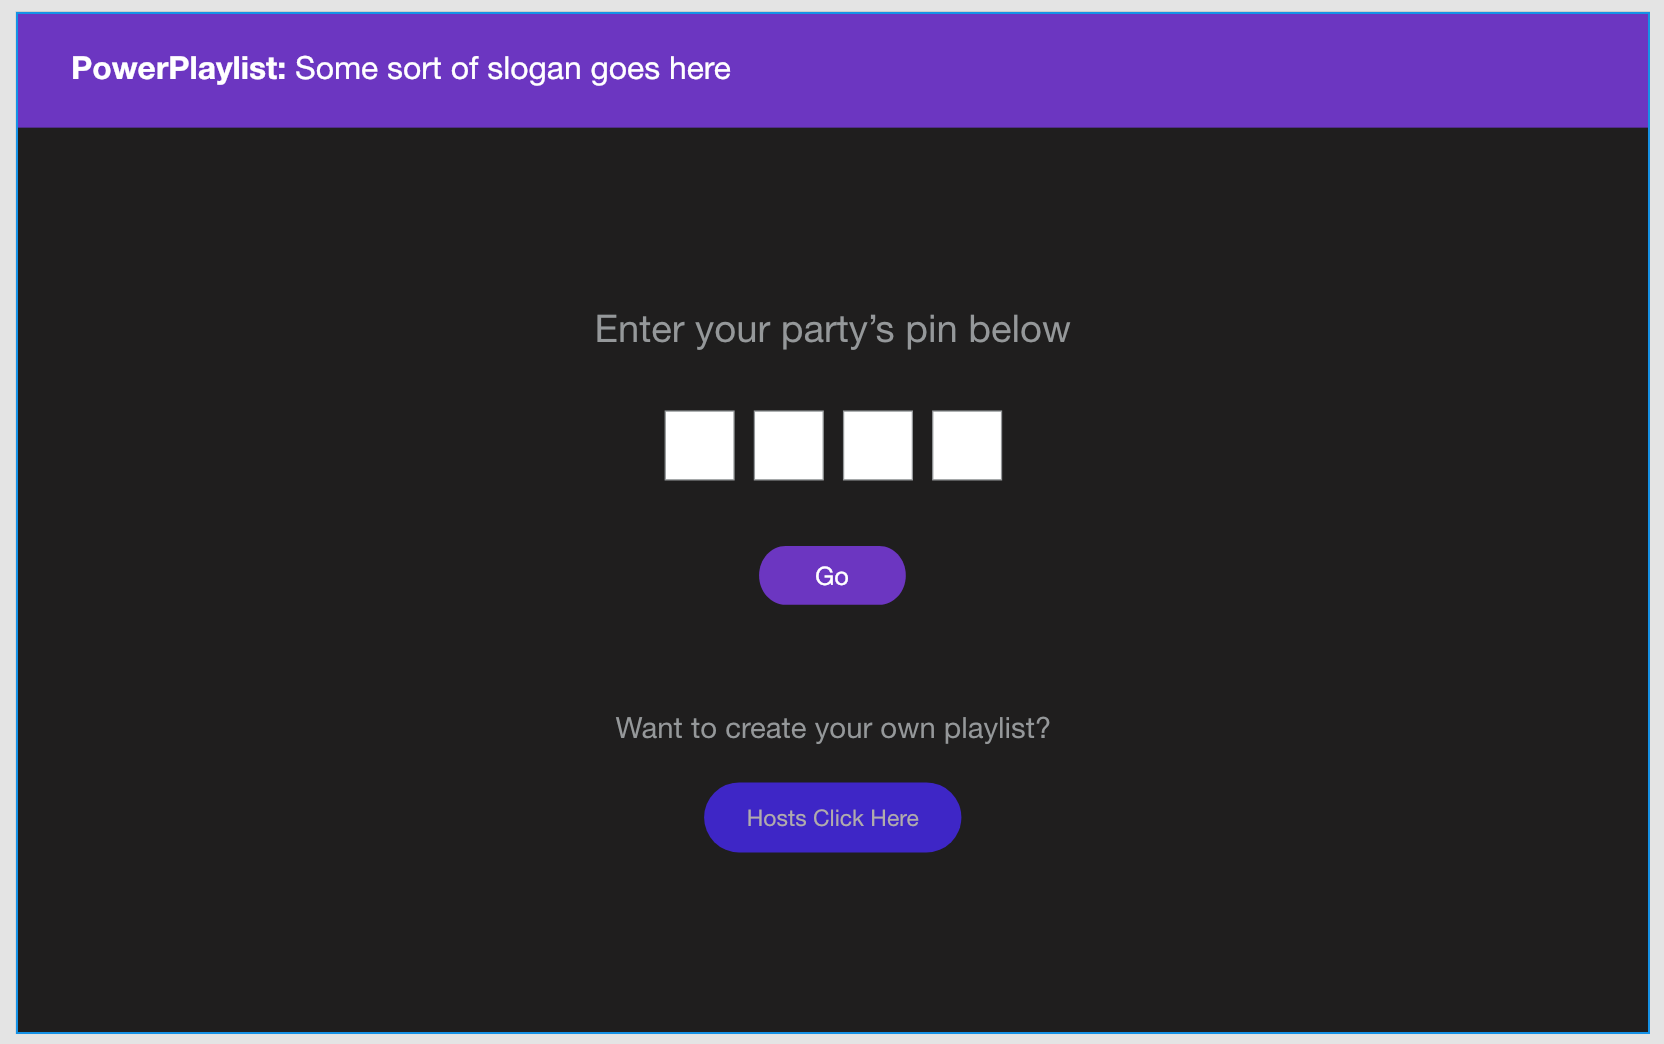 PowerPlaylist: Some sort of slogan goes here
Enter your party’s pin below
Go
Want to create your own playlist?
Hosts Click Here